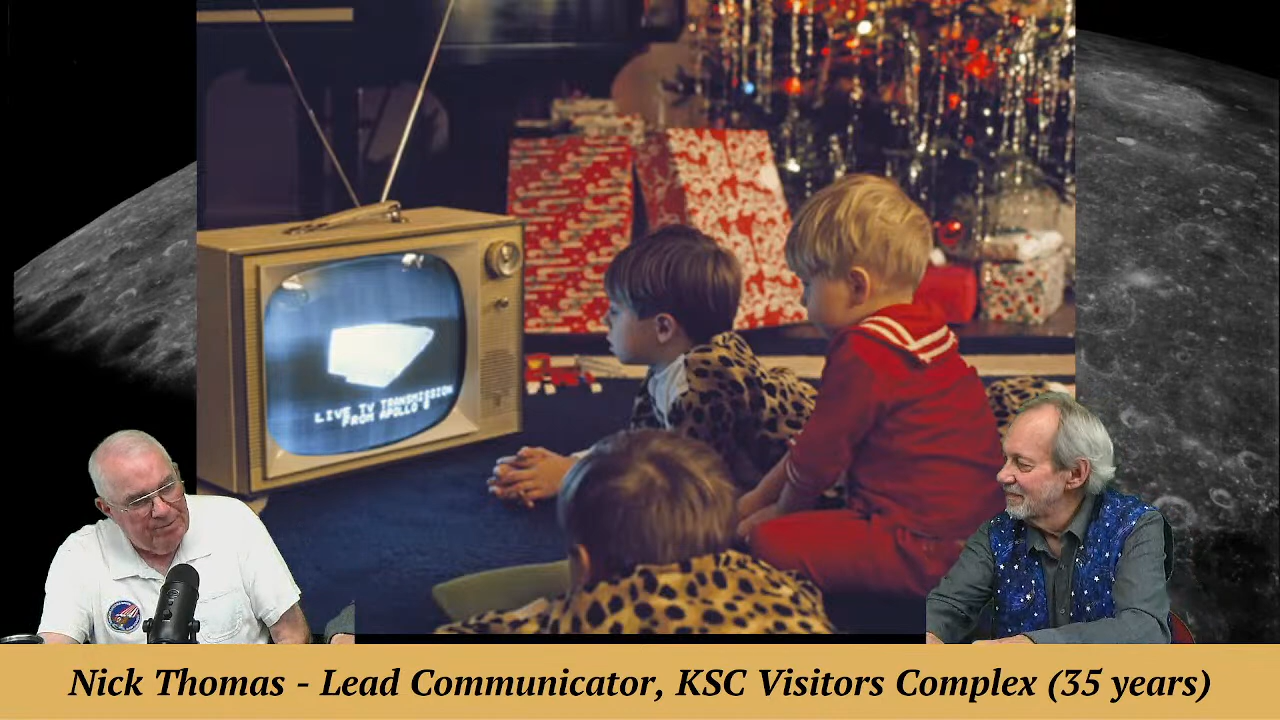 LIVE TV TRANSMISSION
FROM APOLLO 8
Nick Thomas - Lead Communicator, KSC Visitors Complex (35 years)